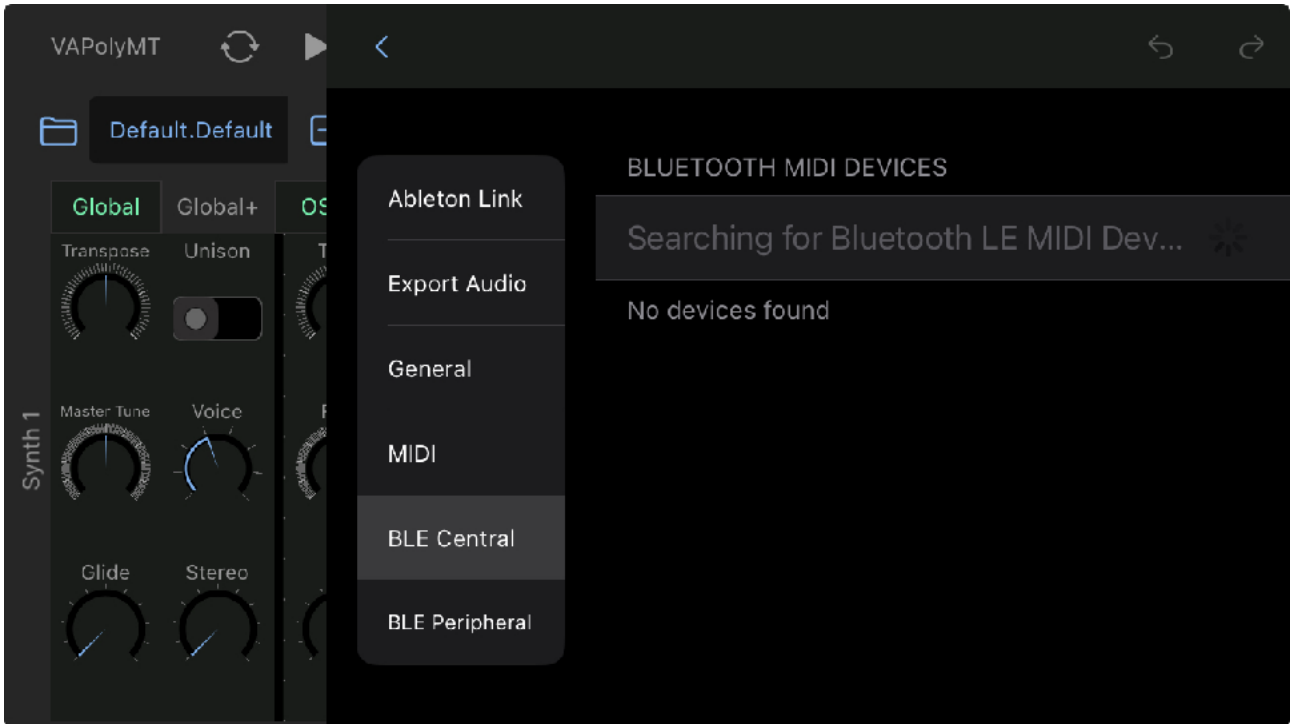 VAPolyMT
Default.Default
Global Global+ OS
Transpose Unison T
Master Tune Voice
Glide Stereo
Synth 1
Ableton Link
Export Audio
General
MIDI
BLE Central
BLE Peripheral
BLUETOOTH MIDI DEVICES
Searching for Bluetooth LE MIDI Dev...
No devices found